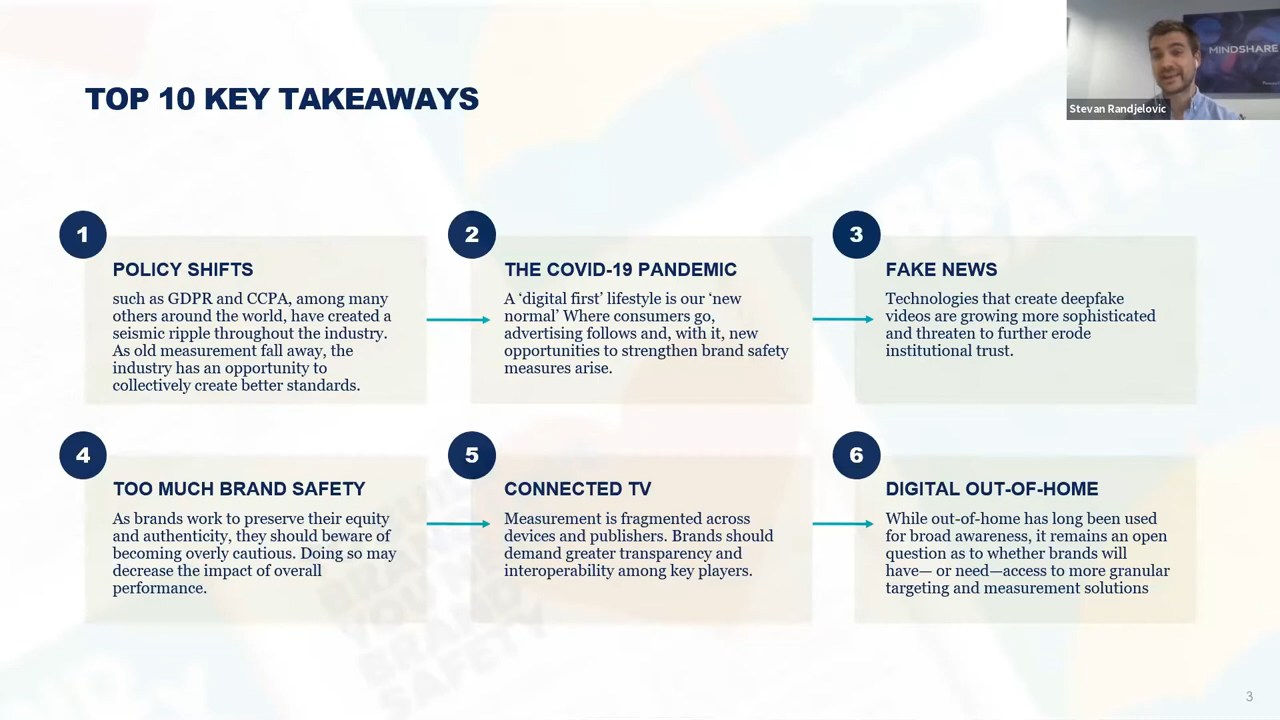 MINDSHARE
Stevan Randjelovic
TOP 10 KEY TAKEAWAYS
1
POLICY SHIFTS
such as GDPR and CCPA, among many
others around the world, have created a
seismic ripple throughout the industry.
As old measurement fall away, the
industry has an opportunity to
collectively create better standards.
2
THE COVID-19 PANDEMIC
A ‘digital first’ lifestyle is our ‘new
normal’ Where consumers go,
advertising follows and, with it, new
opportunities to strengthen brand safety
measures arise.
3
FAKE NEWS
Technologies that create deepfake
videos are growing more sophisticated
and threaten to further erode
institutional trust.
4
TOO MUCH BRAND SAFETY
As brands work to preserve their equity
and authenticity, they should beware of
becoming overly cautious. Doing so may
decrease the impact of overall
performance.
5
CONNECTED TV
Measurement is fragmented across
devices and publishers. Brands should
demand greater transparency and
interoperability among key players.
6
DIGITAL OUT-OF-HOME
While out-of-home has long been used
for broad awareness, it remains an open
question as to whether brands will
have— or need—access to more granular
targeting and measurement solutions
BRAND
SAFETY
3